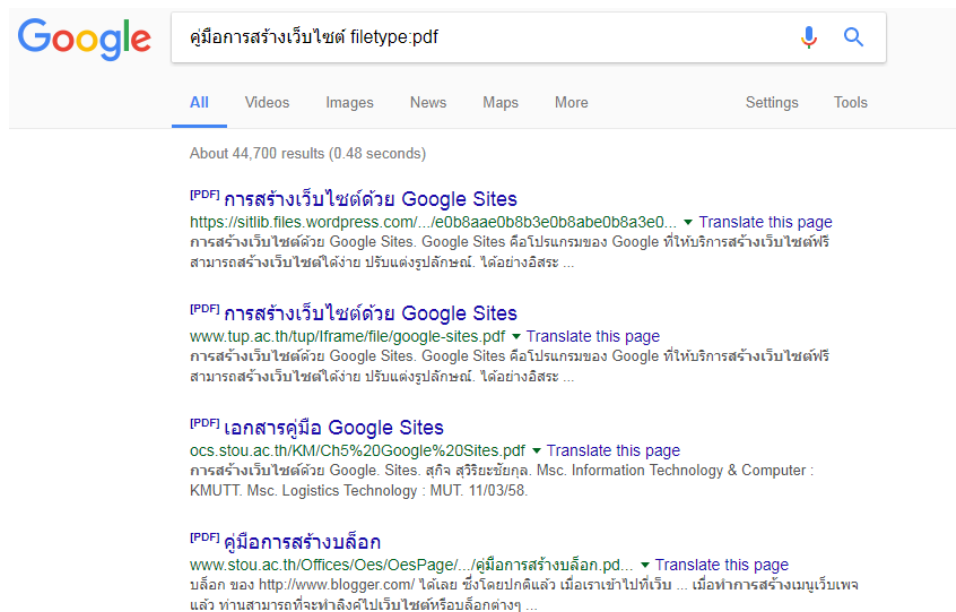 Google
คู่มือการสร้างเว็บไซต์ filetype:pdf
All Videos Images News Maps More Settings Tools
About 44,700 results (0.48 seconds)
[PDF] การสร้างเว็บไซต์ด้วย Google Sites
https://sitlib.files.wordpress.com/.../e0b8aae0b8b3e0b8abe0b8a3e0... ▼ Translate this page
การสร้างเว็บไซต์ด้วย Google Sites. Google Sites คือโปรแกรมของ Google ที่ให้บริการสร้างเว็บไซต์ฟรี
สามารถสร้างเว็บไซต์ได้ง่าย ปรับแต่งรูปลักษณ์. ได้อย่างอิสระ ...
[PDF] การสร้างเว็บไซต์ด้วย Google Sites
www.tup.ac.th/tup/Iframe/file/google-sites.pdf ▼ Translate this page
การสร้างเว็บไซต์ด้วย Google Sites. Google Sites คือโปรแกรมของ Google ที่ให้บริการสร้างเว็บไซต์ฟรี
สามารถสร้างเว็บไซต์ได้ง่าย ปรับแต่งรูปลักษณ์. ได้อย่างอิสระ ...
[PDF] เอกสารคู่มือ Google Sites
ocs.stou.ac.th/KM/Ch5%20Google%20Sites.pdf ▼ Translate this page
การสร้างเว็บไซต์ด้วย Google. Sites. สุกิจ สุวิริยะชัยกุล. Msc. Information Technology & Computer :
KMUTT. Msc. Logistics Technology : MUT. 11/03/58.
[PDF] คู่มือการสร้างบล็อก
www.stou.ac.th/Offices/Oes/OesPage/.../คู่มือการสร้างบล็อก.pd... ▼ Translate this page
บล็อก ของ http://www.blogger.com/ ได้เลย ซึ่งโดยปกติแล้ว เมื่อเราเข้าไปที่เว็บ ... เมื่อทำการสร้างเมนูเว็บเพจ
แล้ว ท่านสามารถที่จะทำลิงค์ไปเว็บไซต์หรือบล็อกต่างๆ ...